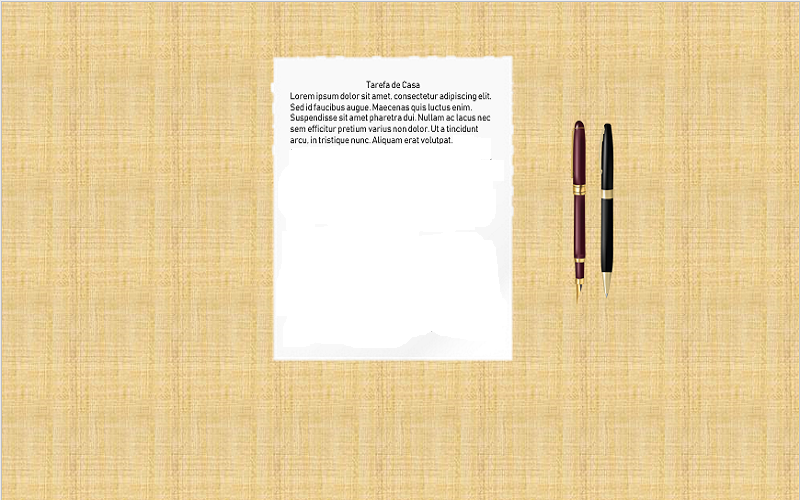 Tarefa de Casa
Lorem ipsum dolor sit amet, consectetur adipiscing elit.
Sed id faucibus augue. Maecenas quis luctus enim.
Suspendisse sit amet pharetra dui. Nullam ac lacus nec
sem efficitur pretium varius non dolor. Ut a tincidunt
arcu, in tristique nunc. Aliquam erat volutpat.